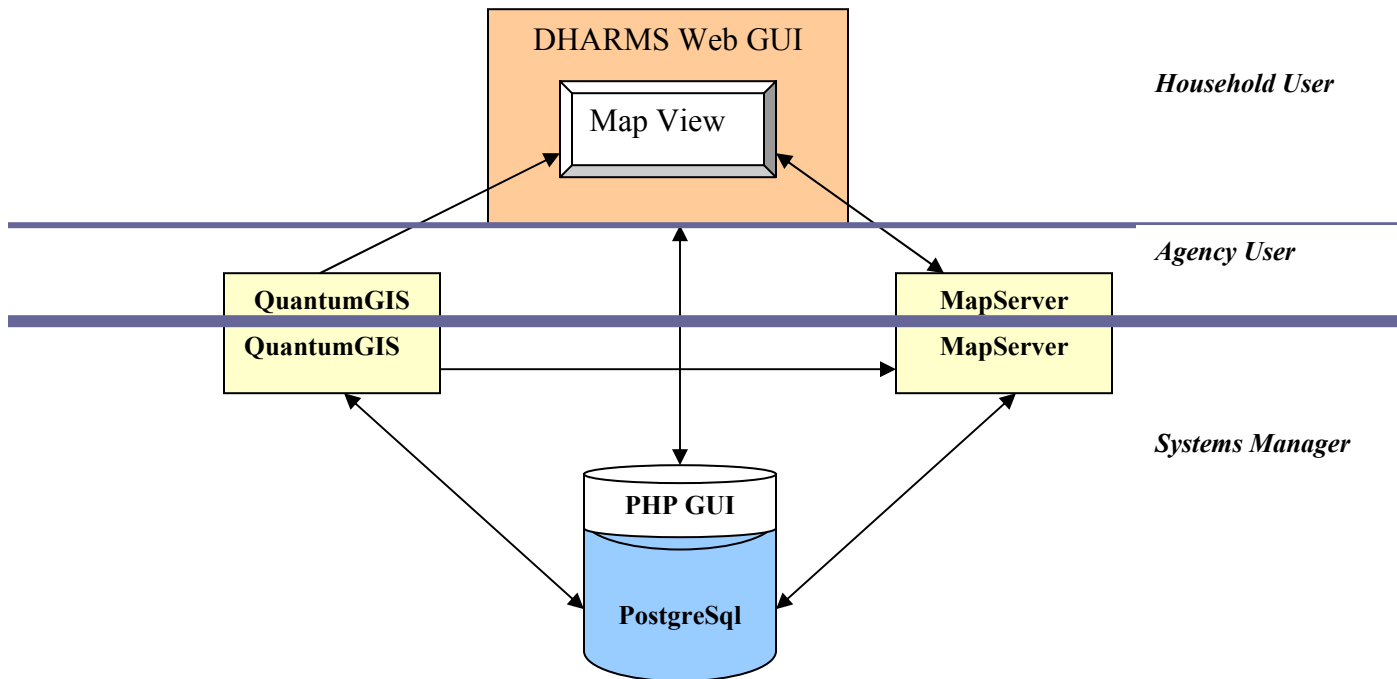 DHARMS Web GUI
Map View
Household User
Agency User
QuantumGIS
MapServer
QuantumGIS
MapServer
Systems Manager
PHP GUI
PostgreSql